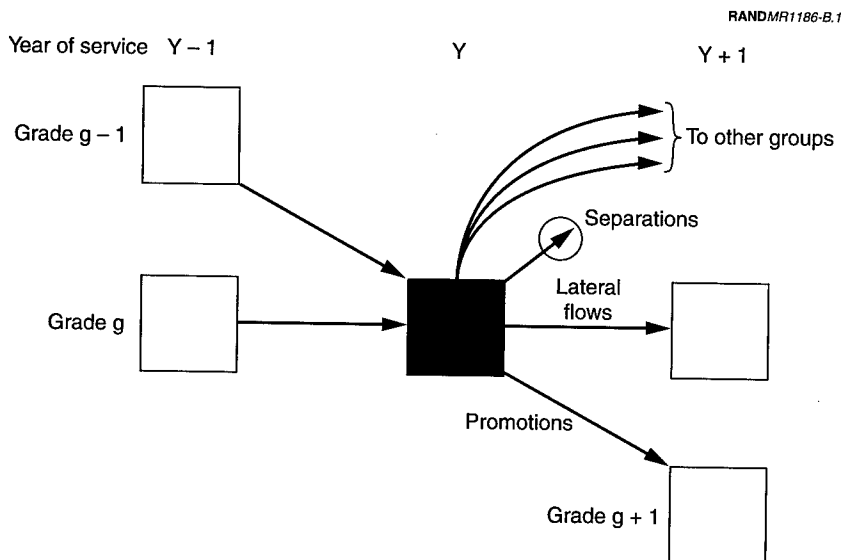 RANDMR1186-B.1
Year of service Y – 1 Y Y + 1
Grade g – 1
To other groups
Separations
Lateral
flows
Grade g
Promotions
Grade g + 1